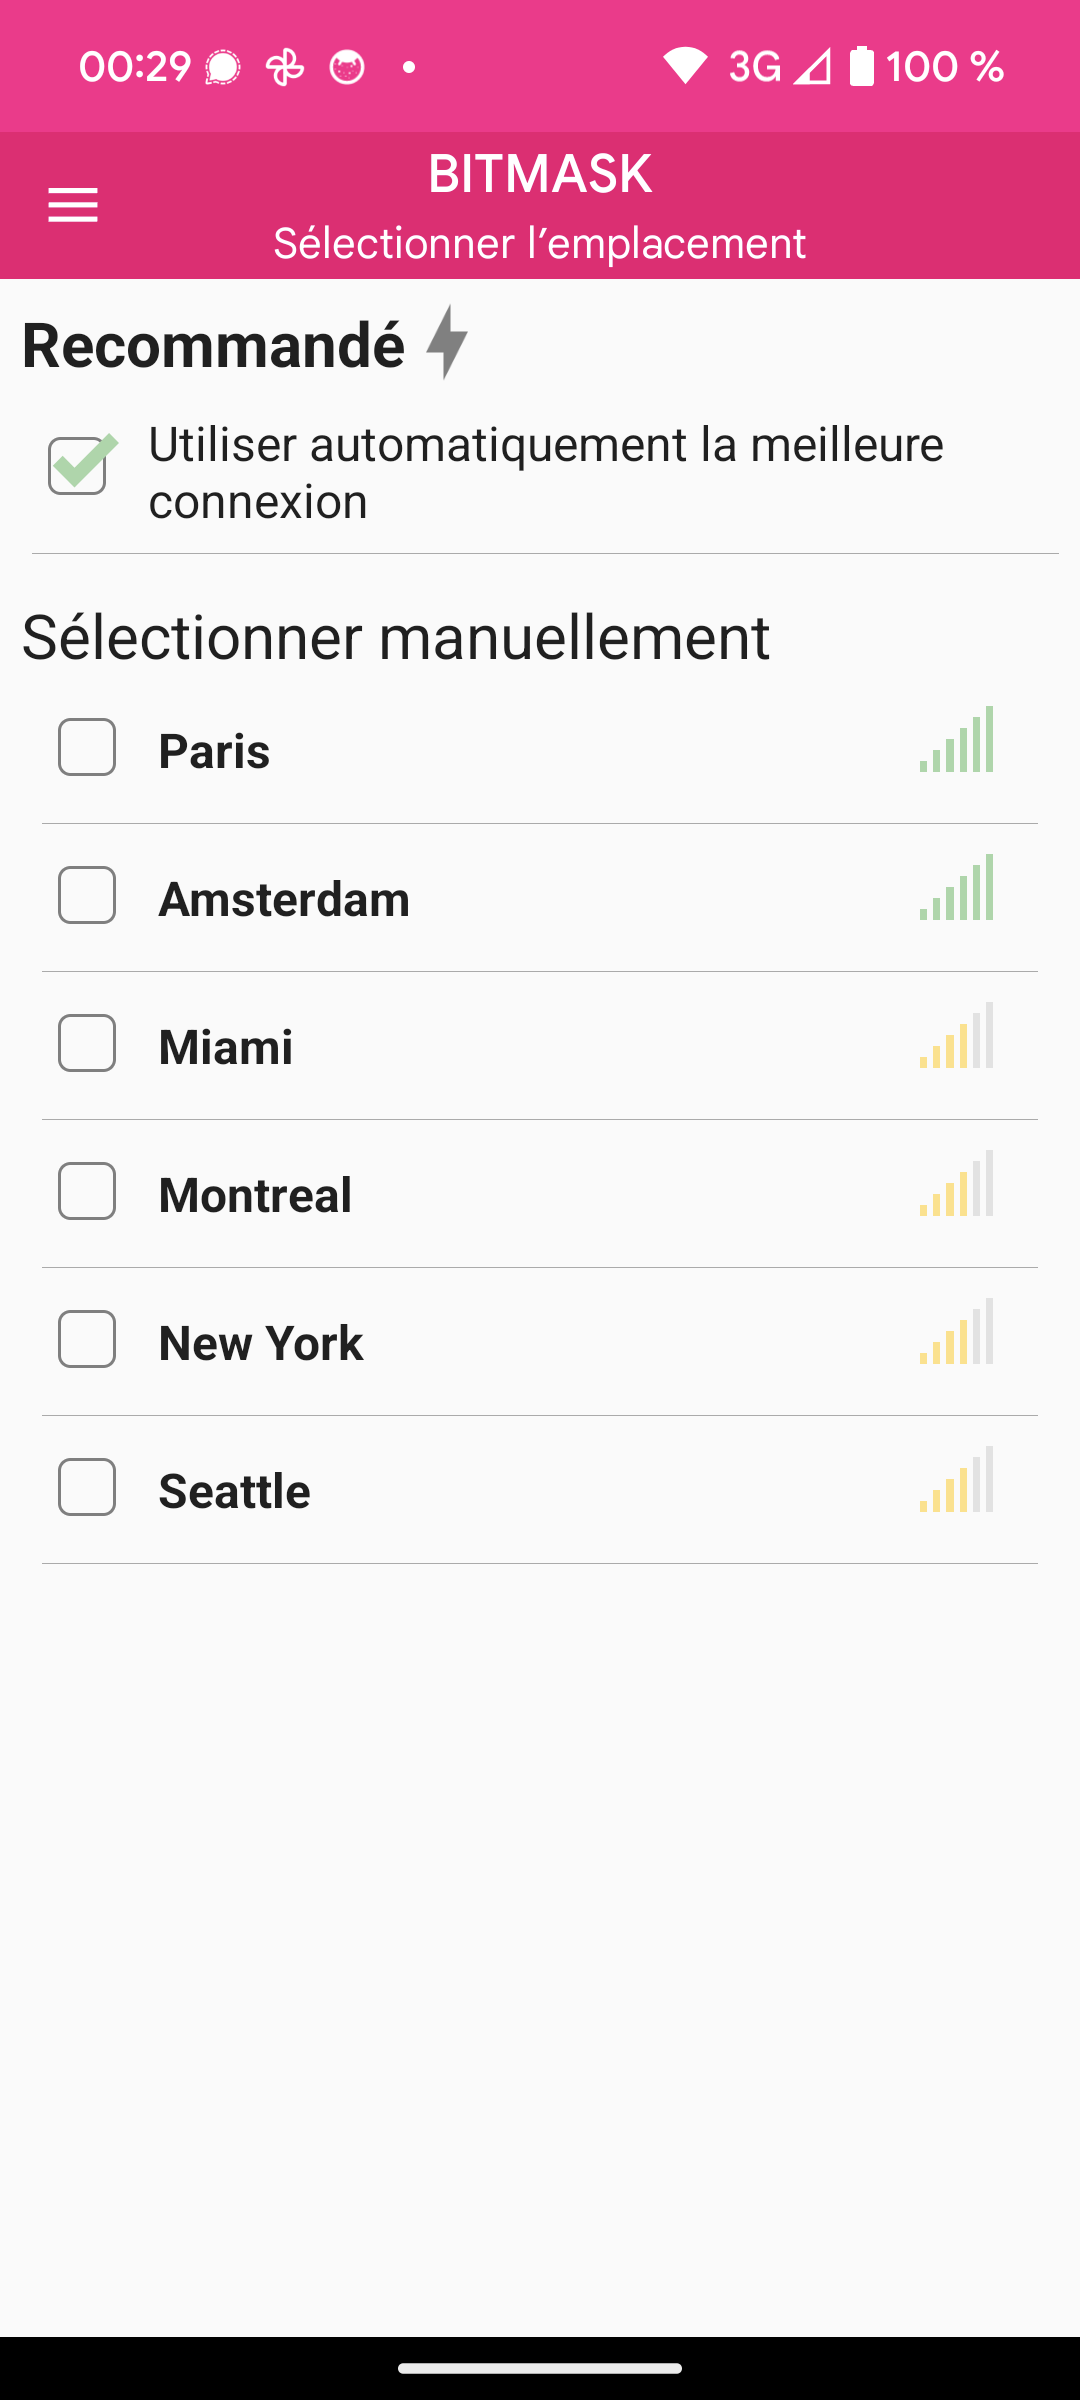 00:29
3G 100 %
BITMASK
Sélectionner l’emplacement
Recommandé
Utiliser automatiquement la meilleure
connexion
Sélectionner manuellement
Paris
Amsterdam
Miami
Montreal
New York
Seattle